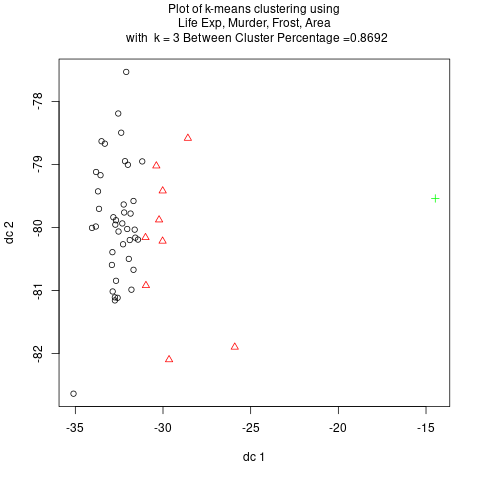 Plot of k-means clustering using
Life Exp, Murder, Frost, Area
with k = 3 Between Cluster Percentage =0.8692
-78
-79
-80
-81
-82
dc 2
-35 -30 -25 -20 -15
dc 1